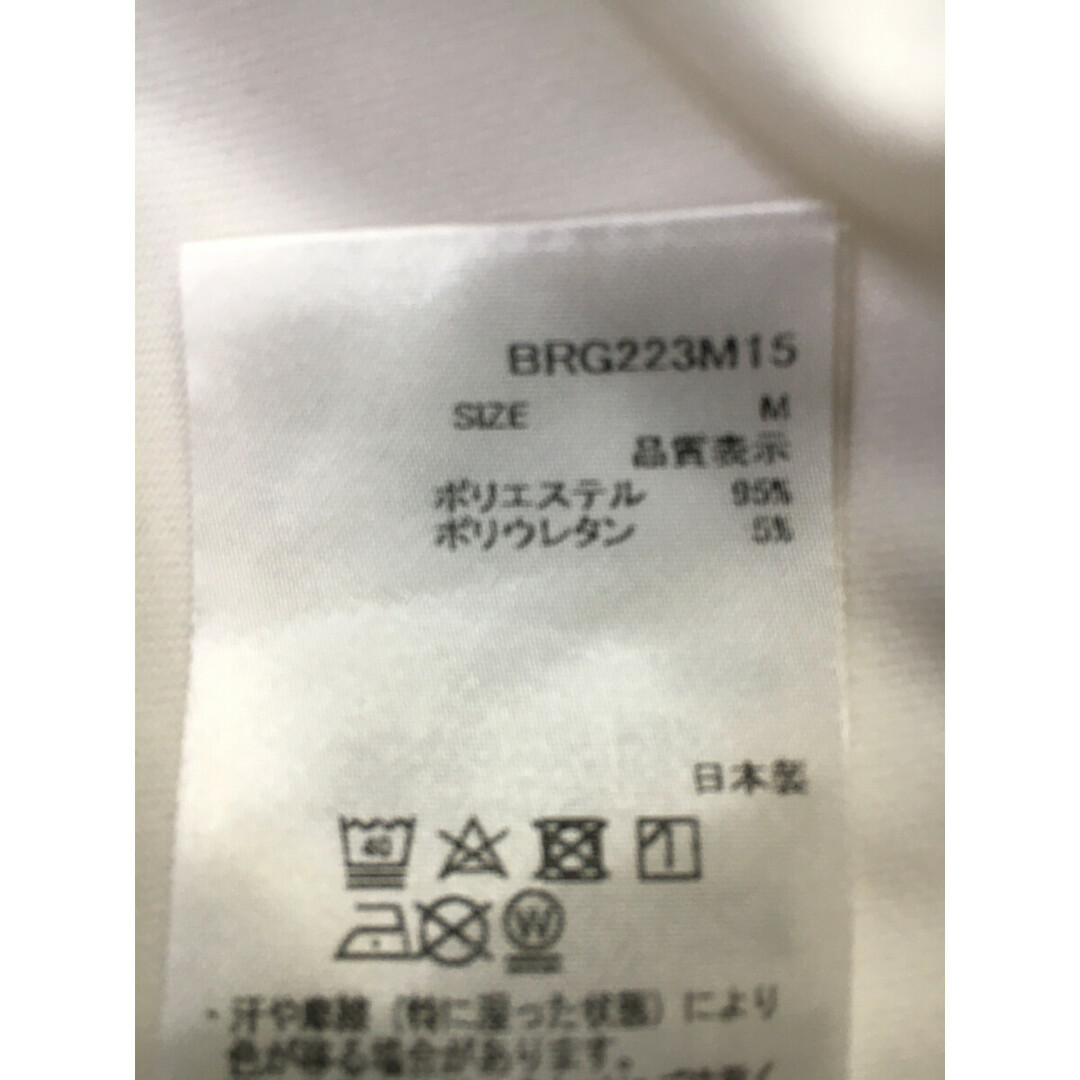 BRG223M15
SIZE M
品質表示
ポリエステル 95%
ポリウレタン 5%
日本製
40
W
・汗や摩擦(特に湿った状態)により
色が移る場合があります。